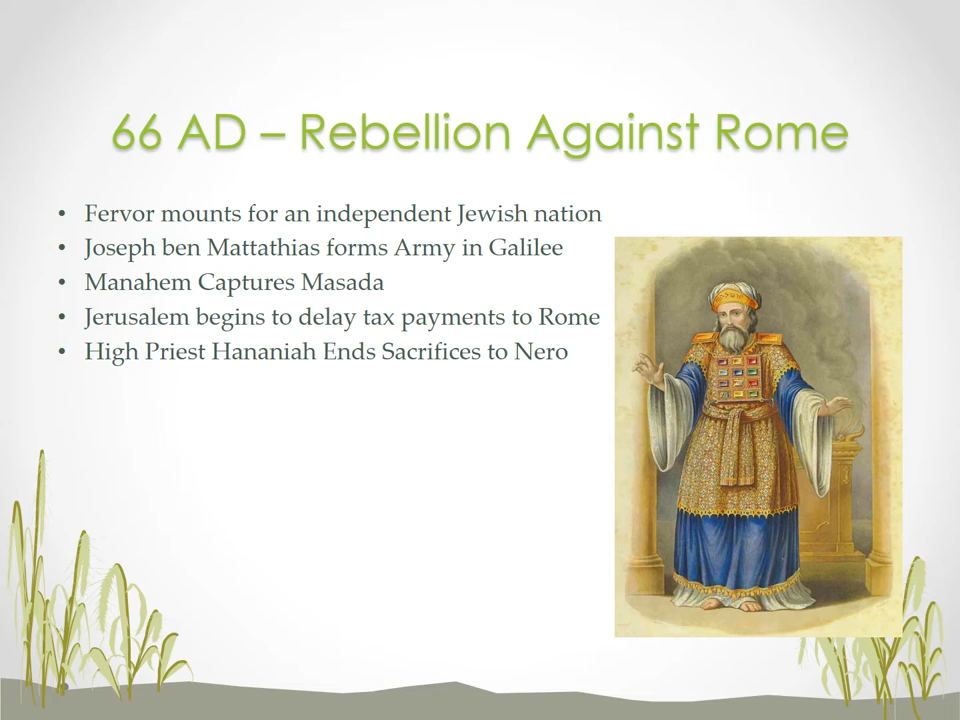 66 AD – Rebellion Against Rome
• Fervor mounts for an independent Jewish nation
• Joseph ben Mattathias forms Army in Galilee
• Manahem Captures Masada
• Jerusalem begins to delay tax payments to Rome
• High Priest Hananiah Ends Sacrifices to Nero